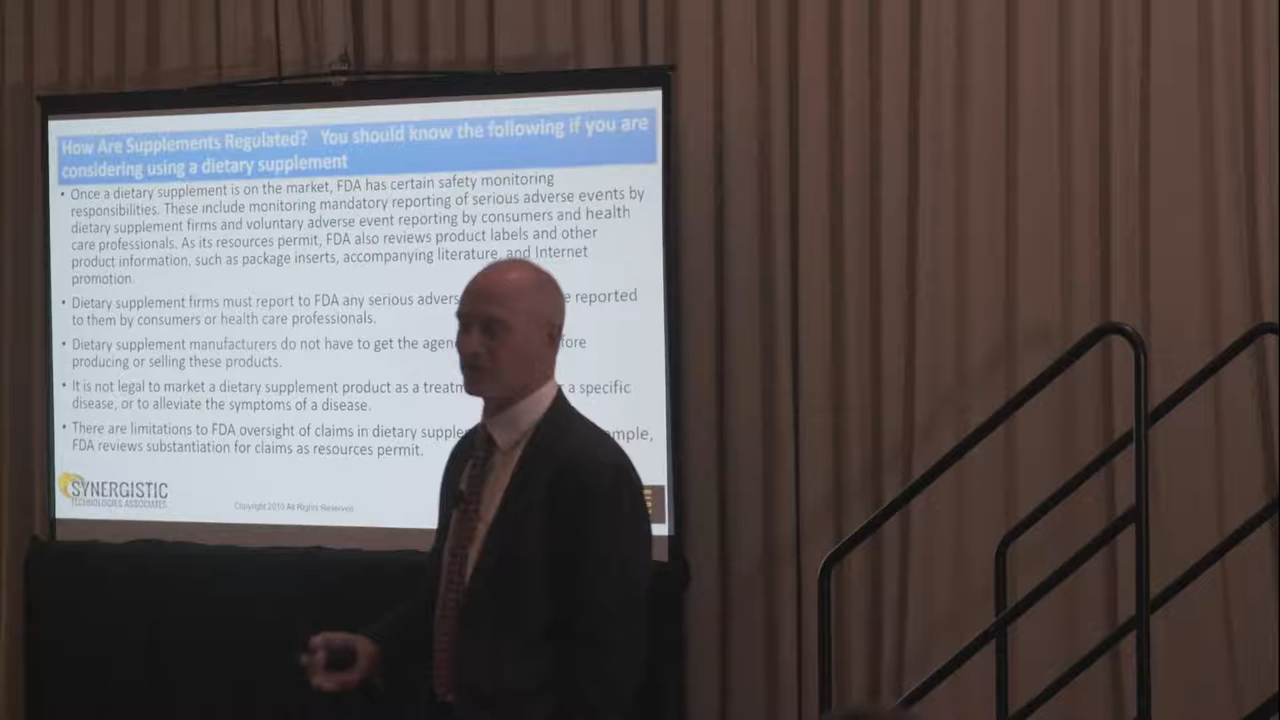 How Are Supplements Regulated? You should know the following if you are
considering using a dietary supplement
• Once a dietary supplement is on the market, FDA has certain safety monitoring
responsibilities. These include monitoring mandatory reporting of serious adverse events by
dietary supplement firms and voluntary adverse event reporting by consumers and health
care professionals. As its resources permit, FDA also reviews product labels and other
product information, such as package inserts, accompanying literature, and Internet
promotion.
• Dietary supplement firms must report to FDA any serious advers e reported
to them by consumers or health care professionals.
• Dietary supplement manufacturers do not have to get the agen fore
producing or selling these products.
• It is not legal to market a dietary supplement product as a treatm a specific
disease, or to alleviate the symptoms of a disease.
• There are limitations to FDA oversight of claims in dietary supple mple,
FDA reviews substantiation for claims as resources permit.
SYNERGISTIC
TECHNOLOGIES ASSOCIATES
Copyright 2019 All Rights Reserved